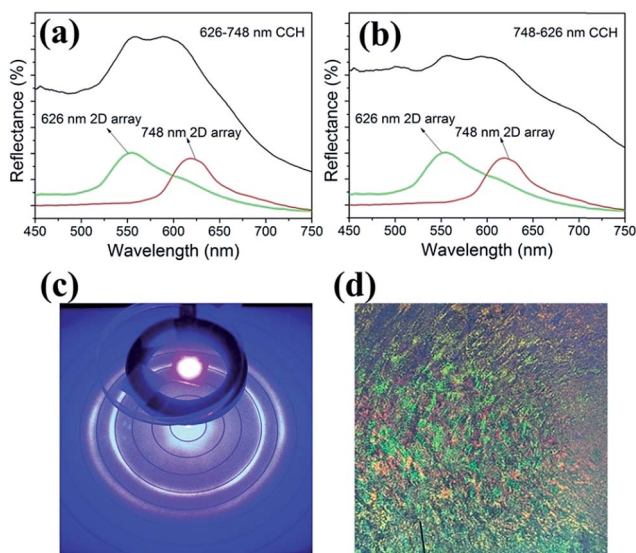 (a)
626-748 nm CCH
626 nm 2D array
748 nm 2D array
Reflectance (%)
450 500 550 600 650 700 750
Wavelength (nm)
(b)
748-626 nm CCH
626 nm 2D array
748 nm 2D array
Reflectance (%)
450 500 550 600 650 700 750
Wavelength (nm)
(c)
(d)